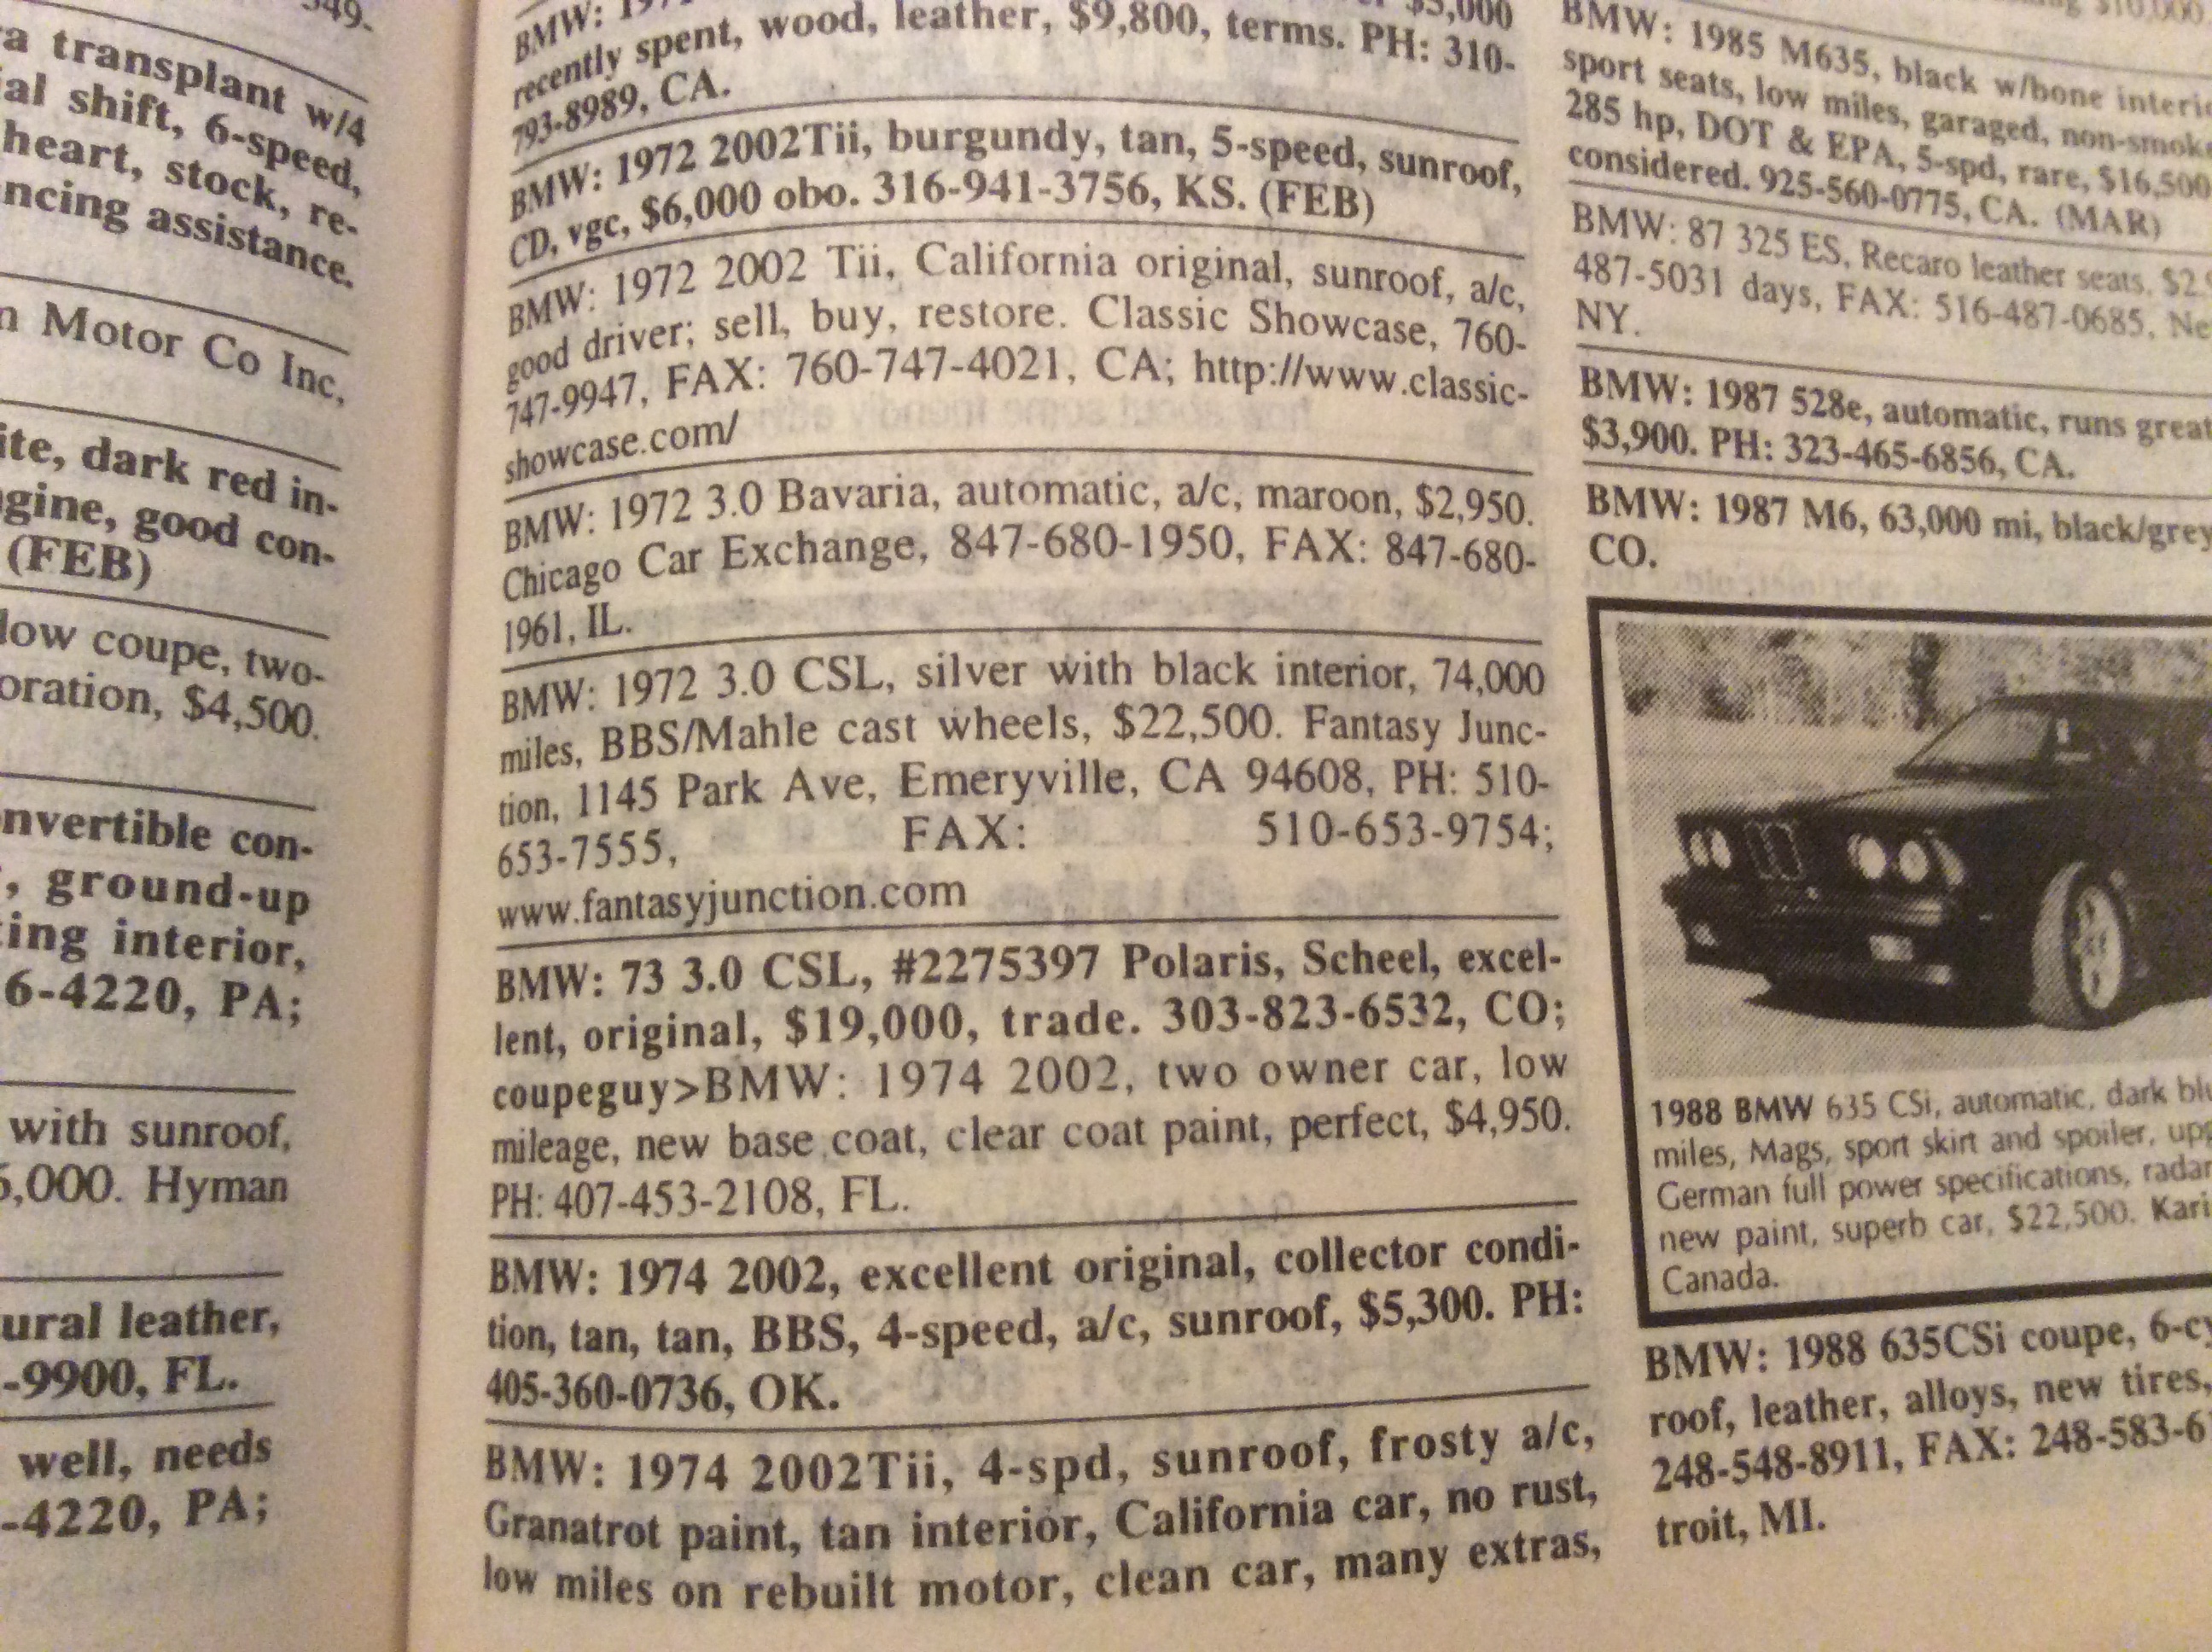 349-
a transplant w/4
al shift, 6-speed,
heart, stock, re-
ncing assistance.
n Motor Co Inc,
ite, dark red in-
gine, good con-
(FEB)
low coupe, two-
oration, $4,500.
nvertible con-
, ground-up
ting interior,
6-4220, PA;
with sunroof,
5,000. Hyman
ural leather,
-9900, FL.
well, needs
-4220, PA;
BMW: 197 $5,000
recently spent, wood, leather, $9,800, terms. PH: 310-
793-8989, CA.
BMW: 1972 2002Tii, burgundy, tan, 5-speed, sunroof,
CD, vgc, $6,000 obo. 316-941-3756, KS. (FEB)
BMW: 1972 2002 Tii, California original, sunroof, a/c,
good driver; sell, buy, restore. Classic Showcase, 760-
747-9947, FAX: 760-747-4021, CA; http://www.classic-
showcase.com/
BMW: 1972 3.0 Bavaria, automatic, a/c, maroon, $2,950.
Chicago Car Exchange, 847-680-1950, FAX: 847-680-
1961, IL.
BMW: 1972 3.0 CSL, silver with black interior, 74,000
miles, BBS/Mahle cast wheels, $22,500. Fantasy Junc-
tion, 1145 Park Ave, Emeryville, CA 94608, PH: 510-
653-7555, FAX: 510-653-9754;
www.fantasyjunction.com
BMW: 73 3.0 CSL, #2275397 Polaris, Scheel, excel-
lent, original, $19,000, trade. 303-823-6532, CO;
coupeguy>BMW: 1974 2002, two owner car, low
mileage, new base coat, clear coat paint, perfect, $4,950.
PH: 407-453-2108, FL.
BMW: 1974 2002, excellent original, collector condi-
tion, tan, tan, BBS, 4-speed, a/c, sunroof, $5,300. PH:
405-360-0736, OK.
BMW: 1974 2002Tii, 4-spd, sunroof, frosty a/c,
Granatrot paint, tan interior, California car, no rust,
low miles on rebuilt motor, clean car, many extras,
$10,000
BMW: 1985 M635, black w/bone interi
sport seats, low miles, garaged, non-smok
285 hp, DOT & EPA, 5-spd, rare, $16,500
considered. 925-560-0775, CA. (MAR)
BMW: 87 325 ES, Recaro leather seats, $2,
487-5031 days, FAX: 516-487-0685, Ne
NY.
BMW: 1987 528e, automatic, runs great
$3,900. PH: 323-465-6856, CA.
BMW: 1987 M6, 63,000 mi, black/grey
CO.
1988 BMW 635 CSi, automatic, dark blu
miles, Mags, sport skirt and spoiler, upg
German full power specifications, radar
new paint, superb car, $22,500. Kari
Canada.
BMW: 1988 635CSi coupe, 6-cy
roof, leather, alloys, new tires,
248-548-8911, FAX: 248-583-6
troit, MI.